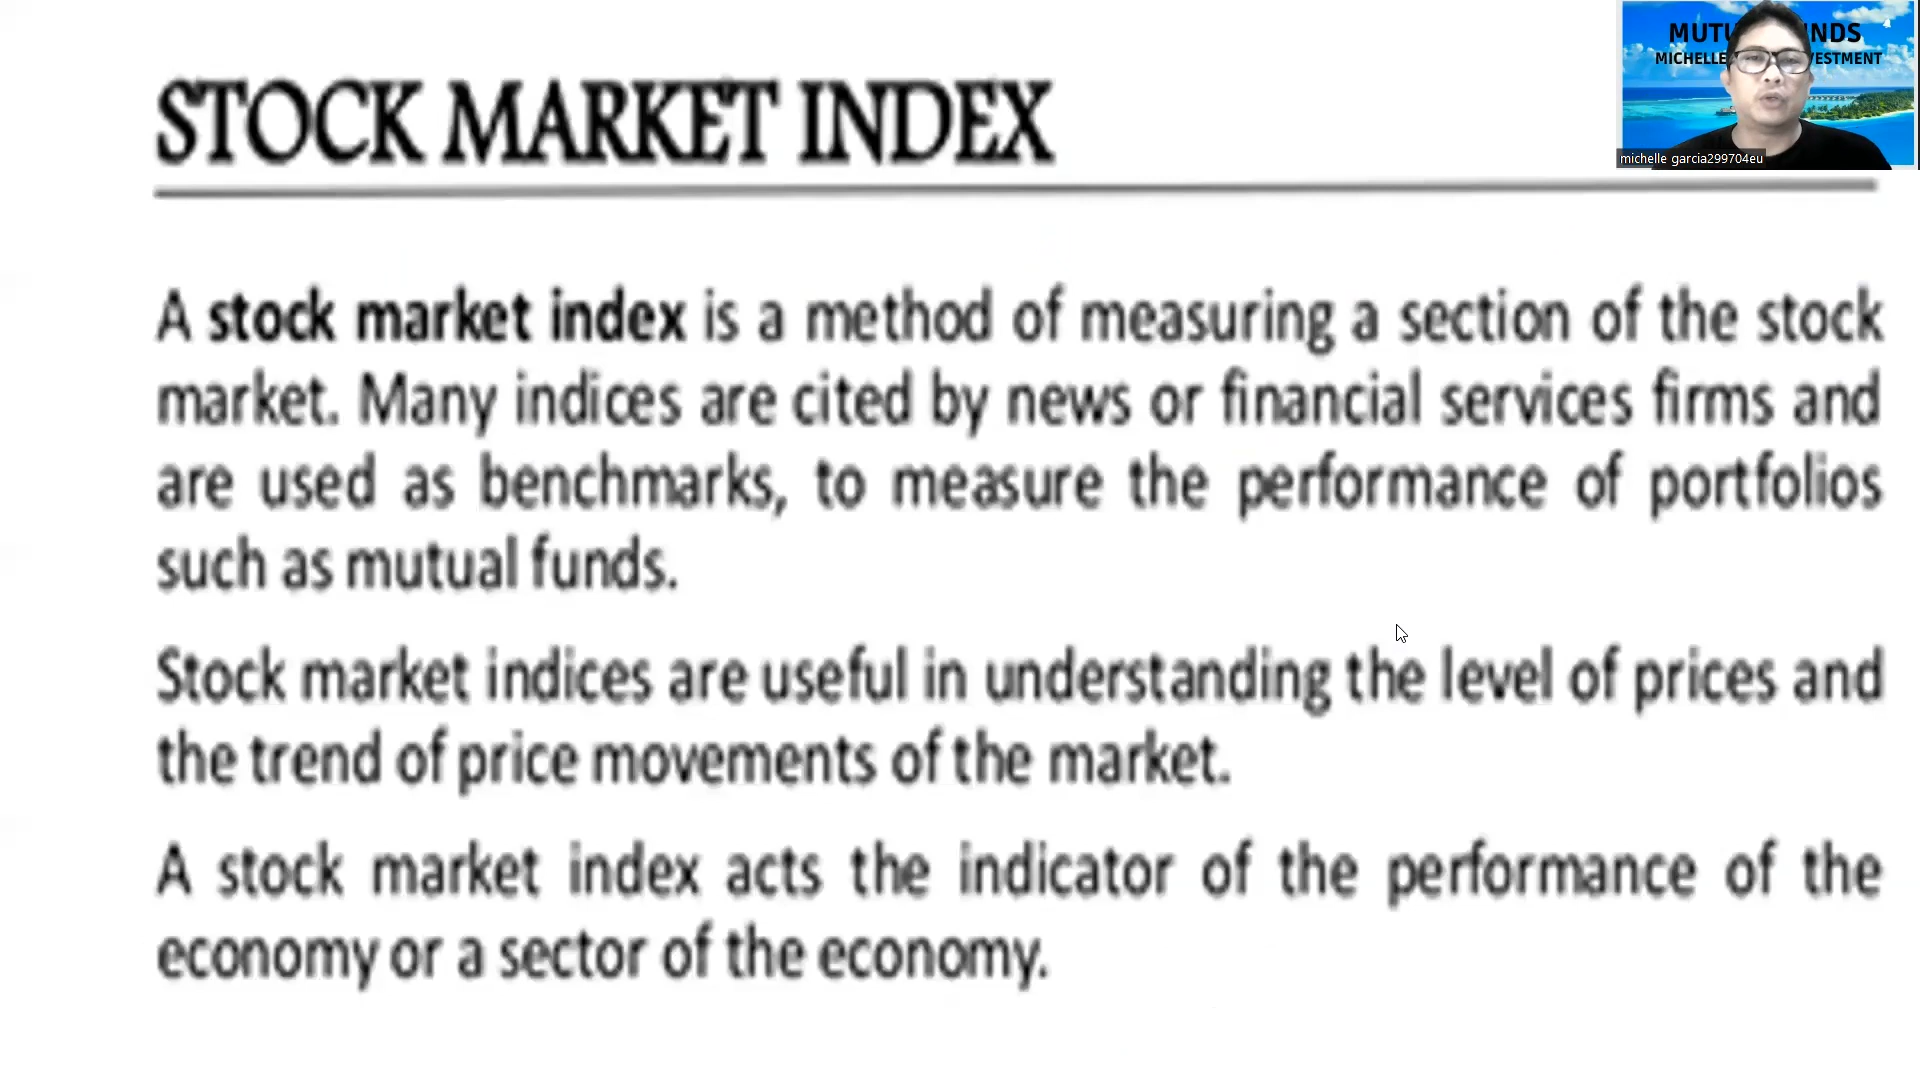 STOCK MARKET INDEX
A stock market index is a method of measuring a section of the stock
market. Many indices are cited by news or financial services firms and
are used as benchmarks, to measure the performance of portfolios
such as mutual funds.
Stock market indices are useful in understanding the level of prices and
the trend of price movements of the market.
A stock market index acts the indicator of the performance of the
economy or a sector of the economy.
MICHELLE
michelle garcia299704eu